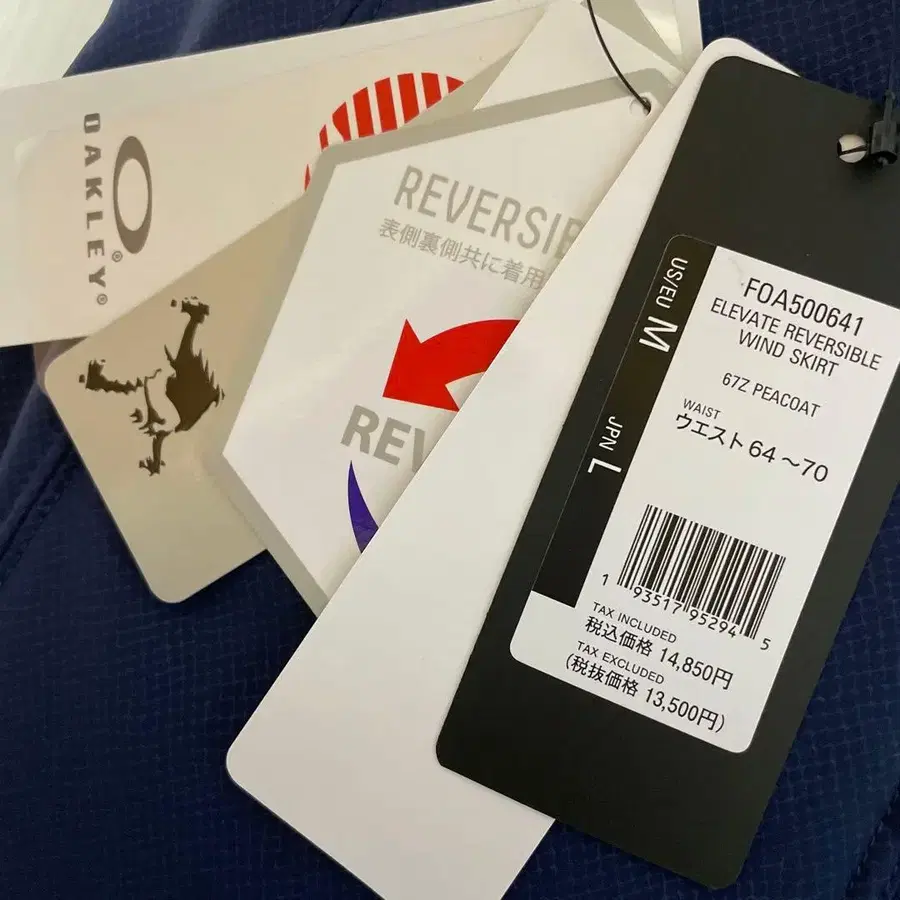 OAKLEY®
®
REVERSIB
表側裏側共に着用
REV
US/EU M
JPN L
FOA500641
ELEVATE REVERSIBLE
WIND SKIRT
67Z PEACOAT
WAIST
ウエスト 64 ～70
1 93517 95294 5
TAX INCLUDED
税込価格 14,850円
TAX EXCLUDED
(税抜価格 13,500円)